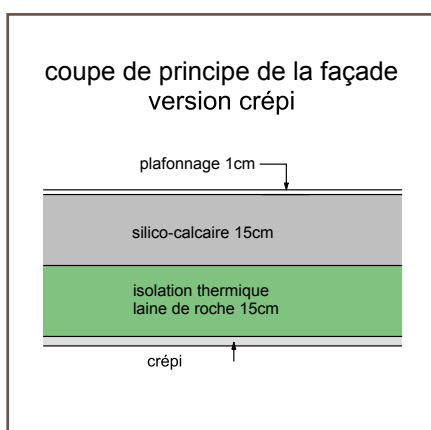 coupe de principe de la façade
version crépi
plafonnage 1cm
silico-calcaire 15cm
isolation thermique
laine de roche 15cm
crépi